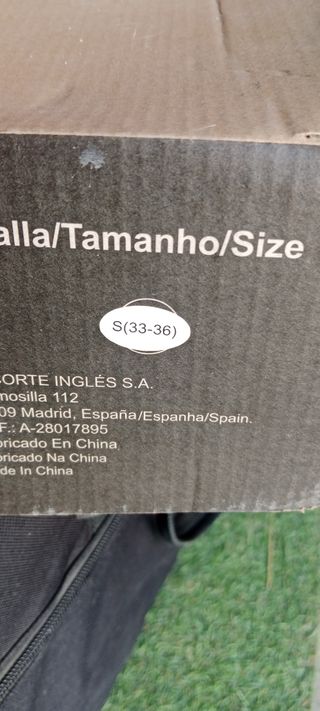 alla/Tamanho/Size
S(33-36)
CORTE INGLÉS S.A.
mosilla 112
09 Madrid, España/Espanha/Spain.
F.: A-28017895
bricado En China
bricado Na China
de In China